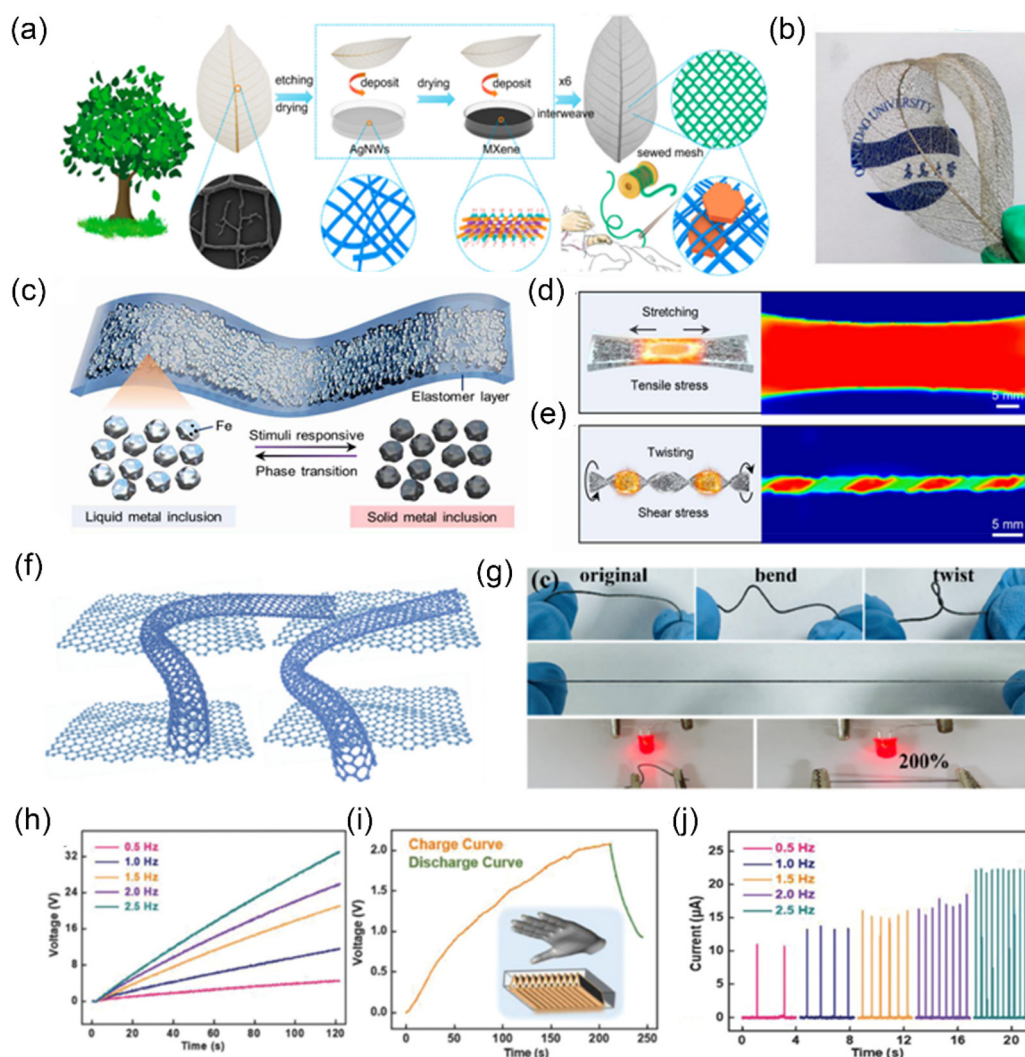 (a)
etching
drying
deposit
AgNWs
drying
deposit
MXene
x6
interweave
sewed mesh
(b)
UNIVERSITY
(c)
Elastomer layer
Fe
Stimuli responsive
Phase transition
Liquid metal inclusion
Solid metal inclusion
(d)
Stretching
Tensile stress
5 mm
(e)
Twisting
Shear stress
5 mm
(f)
(g)
(c)
original
bend
twist
200%
(h)
0.5 Hz
1.0 Hz
1.5 Hz
2.0 Hz
2.5 Hz
Voltage (V)
32
24
16
8
0
0 20 40 60 80 100 120
Time (s)
(i)
Charge Curve
Discharge Curve
Voltage (V)
2.0
1.5
1.0
0.5
0.0
0 50 100 150 200 250
Time (s)
(j)
0.5 Hz
1.0 Hz
1.5 Hz
2.0 Hz
2.5 Hz
Current (μA)
25
20
15
10
5
0
0 4 8 12 16 20
Time (s)